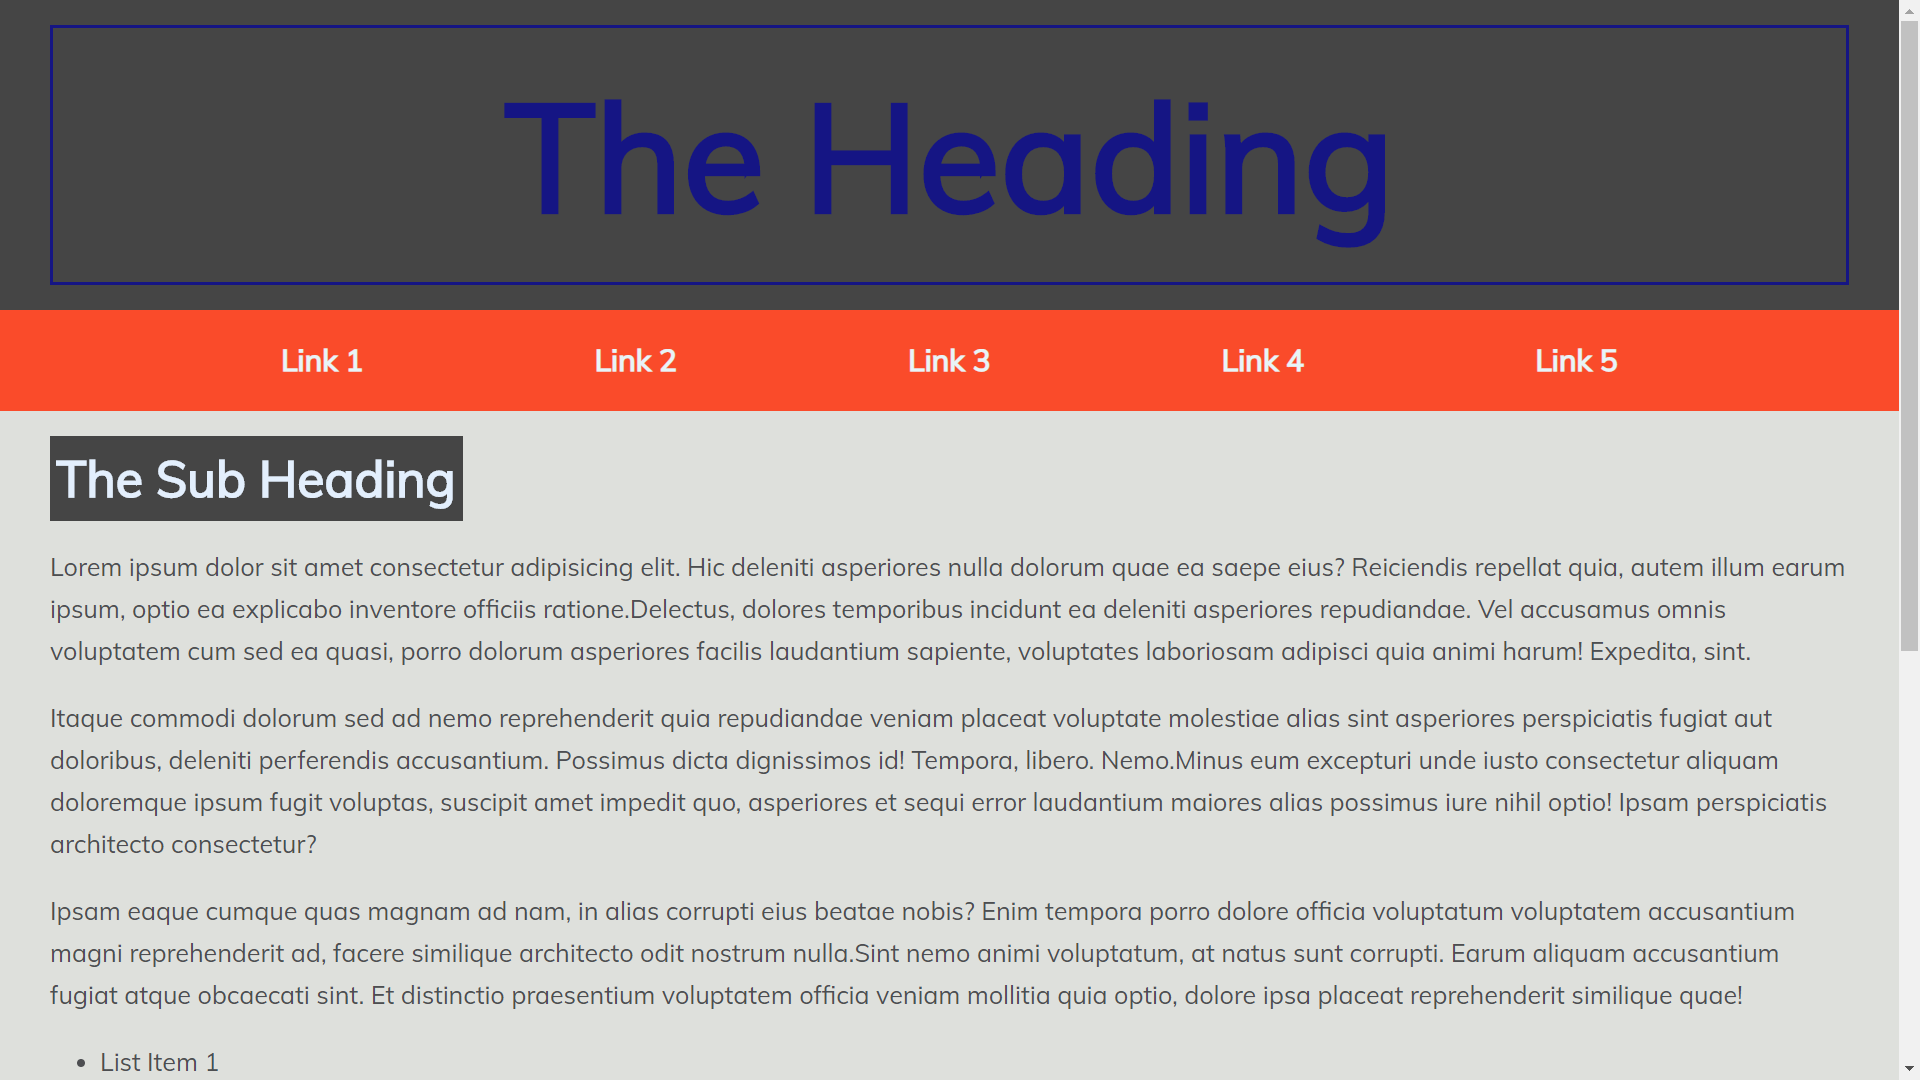 The Heading
Link 1 Link 2 Link 3 Link 4 Link 5
The Sub Heading
Lorem ipsum dolor sit amet consectetur adipisicing elit. Hic deleniti asperiores nulla dolorum quae ea saepe eius? Reiciendis repellat quia, autem illum earum
ipsum, optio ea explicabo inventore officiis ratione.Delectus, dolores temporibus incidunt ea deleniti asperiores repudiandae. Vel accusamus omnis
voluptatem cum sed ea quasi, porro dolorum asperiores facilis laudantium sapiente, voluptates laboriosam adipisci quia animi harum! Expedita, sint.
Itaque commodi dolorum sed ad nemo reprehenderit quia repudiandae veniam placeat voluptate molestiae alias sint asperiores perspiciatis fugiat aut
doloribus, deleniti perferendis accusantium. Possimus dicta dignissimos id! Tempora, libero. Nemo.Minus eum excepturi unde iusto consectetur aliquam
doloremque ipsum fugit voluptas, suscipit amet impedit quo, asperiores et sequi error laudantium maiores alias possimus iure nihil optio! Ipsam perspiciatis
architecto consectetur?
Ipsam eaque cumque quas magnam ad nam, in alias corrupti eius beatae nobis? Enim tempora porro dolore officia voluptatum voluptatem accusantium
magni reprehenderit ad, facere similique architecto odit nostrum nulla.Sint nemo animi voluptatum, at natus sunt corrupti. Earum aliquam accusantium
fugiat atque obcaecati sint. Et distinctio praesentium voluptatem officia veniam mollitia quia optio, dolore ipsa placeat reprehenderit similique quae!
• List Item 1